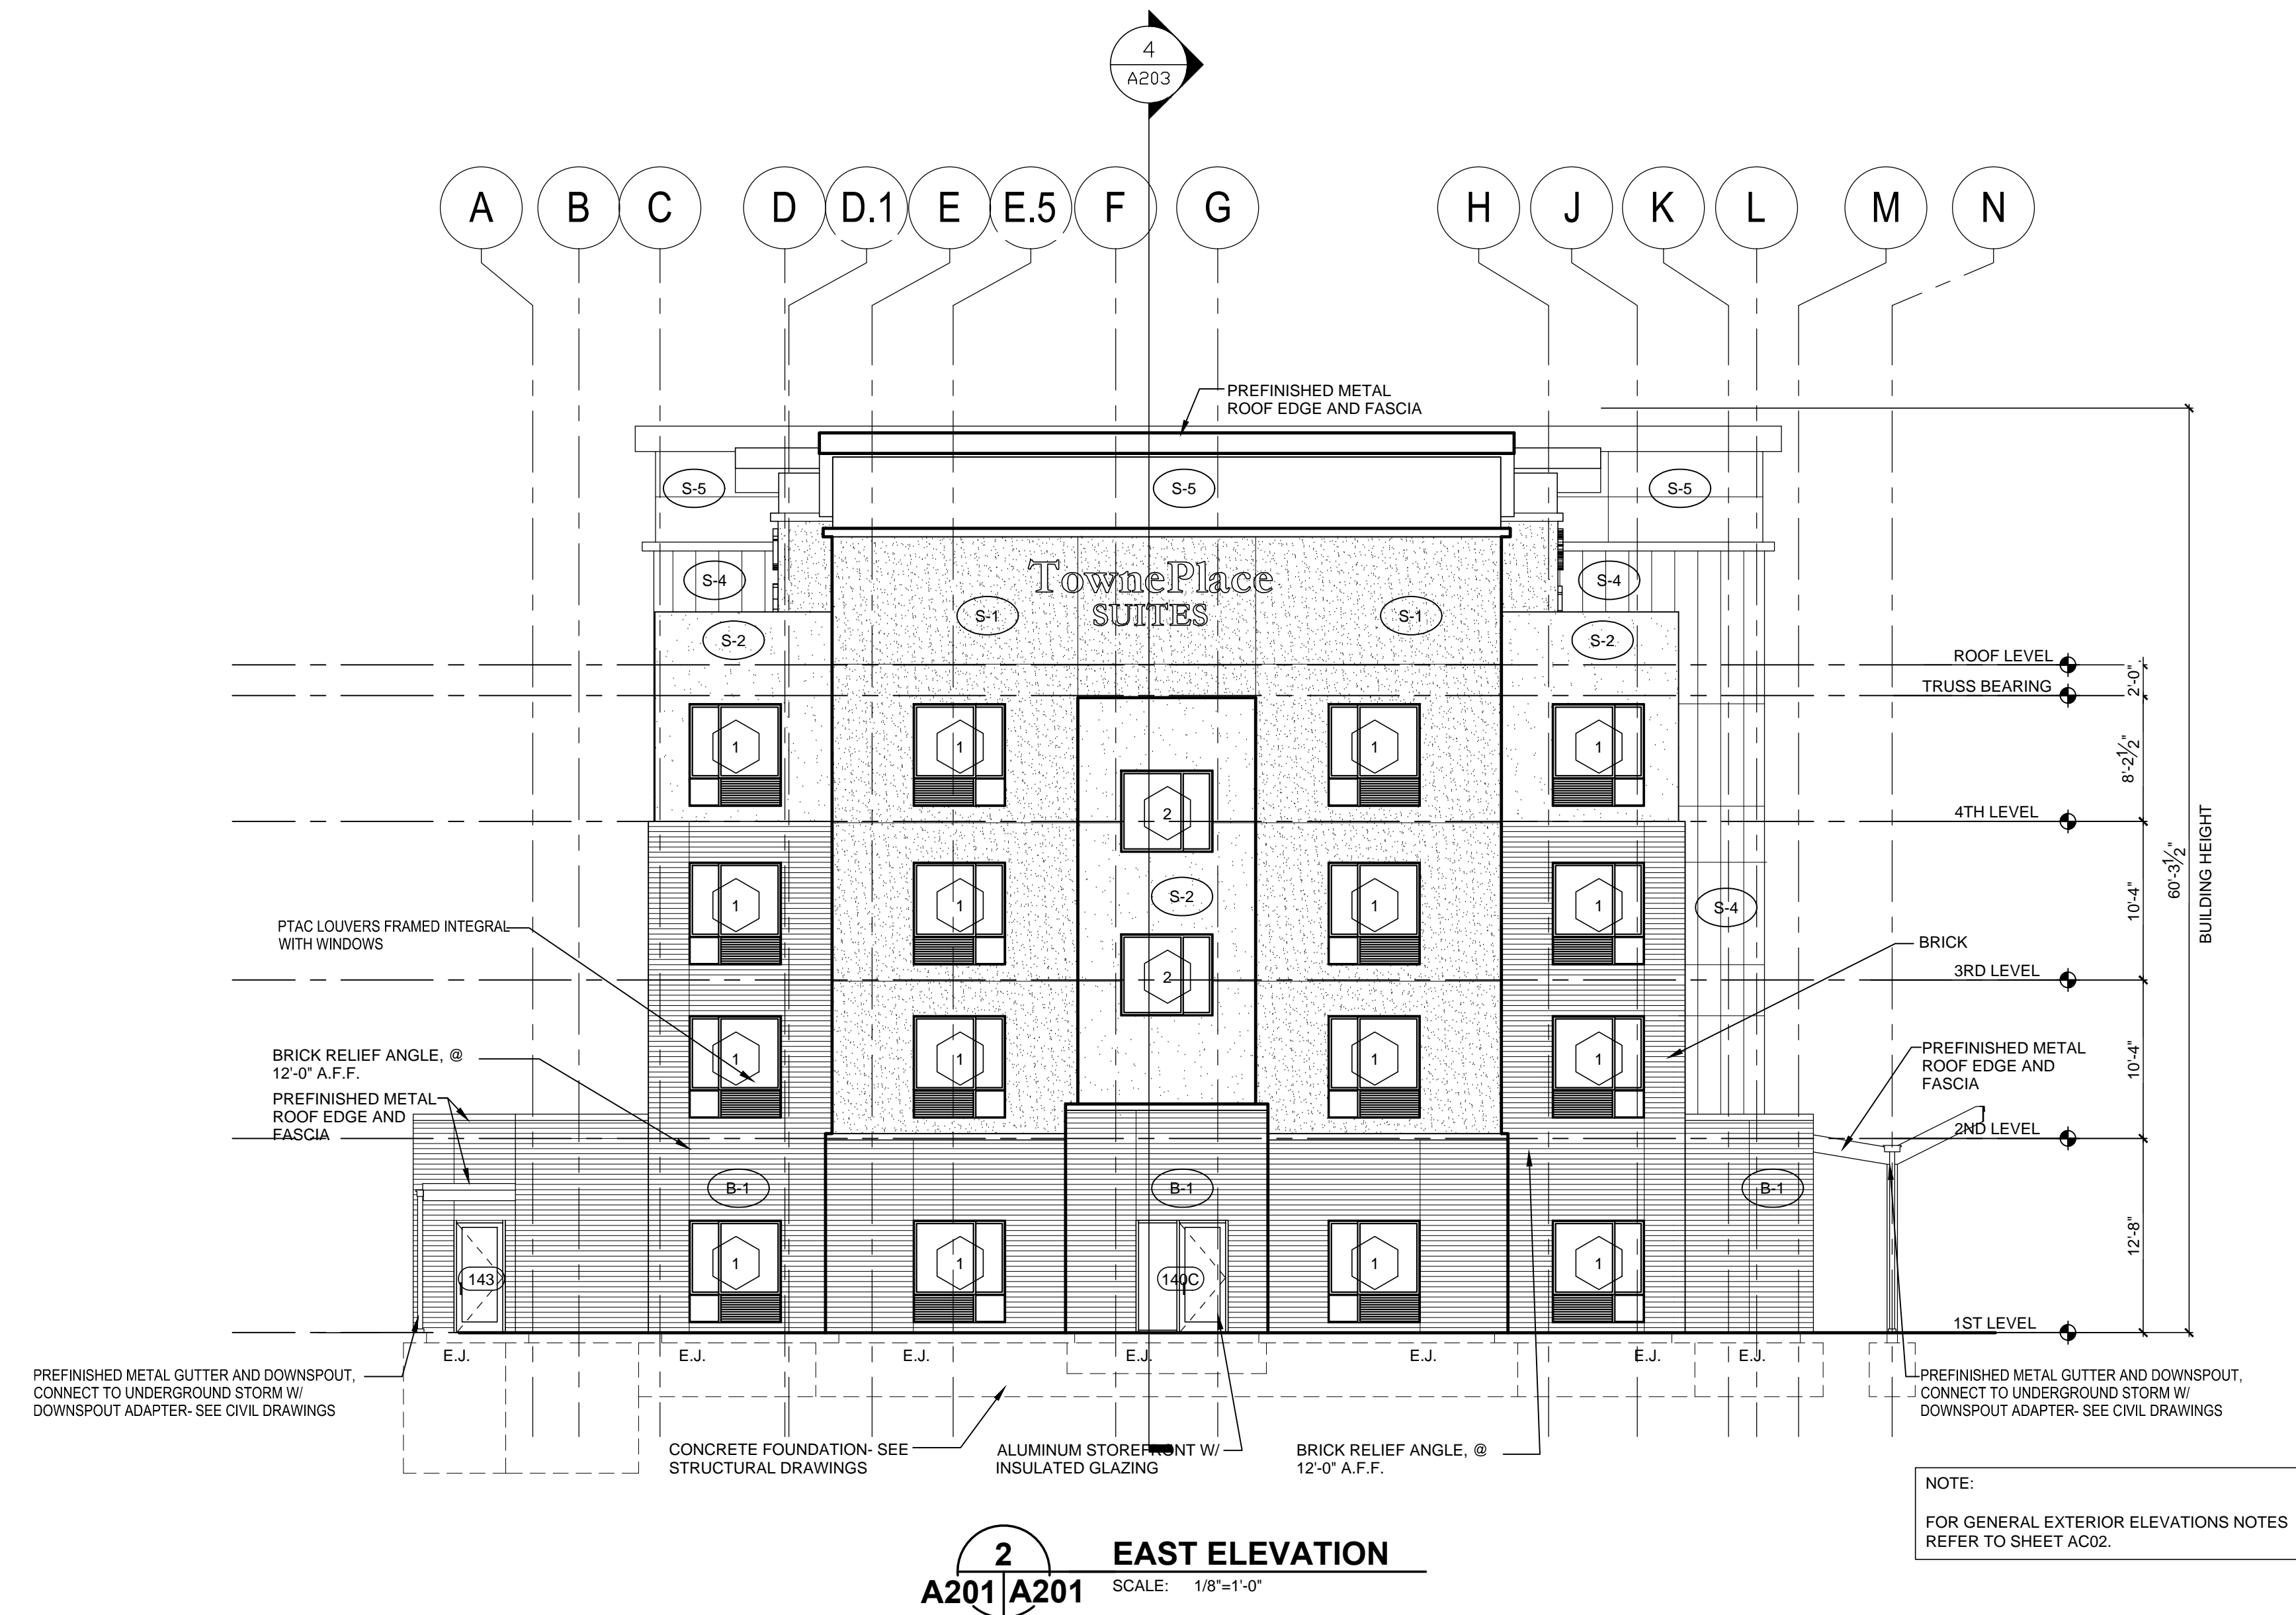 4
A203
A
B
C
D
D.1
E
E.5
F
G
H
J
K
L
M
N
PREFINISHED METAL
ROOF EDGE AND FASCIA
S-5
S-5
S-5
TownePlace
SUITES
S-4
S-4
S-1
S-1
S-2
S-2
ROOF LEVEL
TRUSS BEARING
2'-0"
1
1
1
1
8'-2 1/2"
2
4TH LEVEL
60'-3 1/2"
BUILDING HEIGHT
S-2
1
1
1
1
S-4
10'-4"
PTAC LOUVERS FRAMED INTEGRAL
WITH WINDOWS
BRICK
2
3RD LEVEL
BRICK RELIEF ANGLE, @
12'-0" A.F.F.
1
1
1
1
10'-4"
PREFINISHED METAL
ROOF EDGE AND
FASCIA
PREFINISHED METAL
ROOF EDGE AND
FASCIA
2ND LEVEL
B-1
B-1
B-1
12'-8"
143
1
1
140C
1
1
1ST LEVEL
E.J.
E.J.
E.J.
E.J.
E.J.
E.J.
E.J.
PREFINISHED METAL GUTTER AND DOWNSPOUT,
CONNECT TO UNDERGROUND STORM W/
DOWNSPOUT ADAPTER- SEE CIVIL DRAWINGS
PREFINISHED METAL GUTTER AND DOWNSPOUT,
CONNECT TO UNDERGROUND STORM W/
DOWNSPOUT ADAPTER- SEE CIVIL DRAWINGS
CONCRETE FOUNDATION- SEE
STRUCTURAL DRAWINGS
ALUMINUM STOREFRONT W/
INSULATED GLAZING
BRICK RELIEF ANGLE, @
12'-0" A.F.F.
NOTE:
FOR GENERAL EXTERIOR ELEVATIONS NOTES
REFER TO SHEET AC02.
2
A201 A201
EAST ELEVATION
SCALE: 1/8"=1'-0"